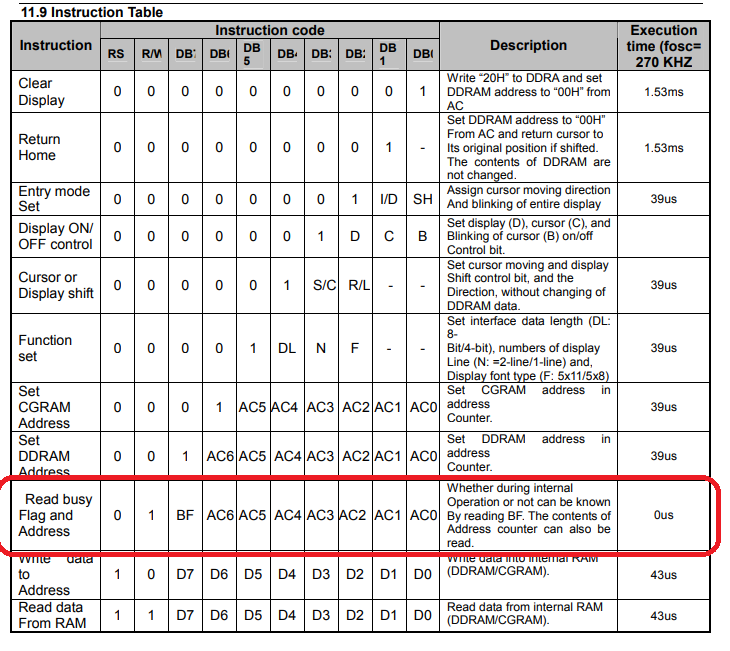 11.9 Instruction Table
Instruction
Instruction code
Description
Execution
time (fosc=
270 KHZ
RS R/W DB7 DB6 DB5 DB4 DB3 DB2 DB1 DB0
Clear
Display
0 0 0 0 0 0 0 0 0 1
Write “20H” to DDRA and set
DDRAM address to “00H” from
AC
1.53ms
Return
Home
0 0 0 0 0 0 0 0 1 -
Set DDRAM address to “00H”
From AC and return cursor to
Its original position if shifted.
The contents of DDRAM are
not changed.
1.53ms
Entry mode
Set
0 0 0 0 0 0 0 1 I/D SH
Assign cursor moving direction
And blinking of entire display
39us
Display ON/
OFF control
0 0 0 0 0 0 1 D C B
Set display (D), cursor (C), and
Blinking of cursor (B) on/off
Control bit.
Cursor or
Display shift
0 0 0 0 0 1 S/C R/L - -
Set cursor moving and display
Shift control bit, and the
Direction, without changing of
DDRAM data.
39us
Function
set
0 0 0 0 1 DL N F - -
Set interface data length (DL:
8-
Bit/4-bit), numbers of display
Line (N: =2-line/1-line) and,
Display font type (F: 5x11/5x8)
39us
Set
CGRAM
Address
0 0 0 1 AC5 AC4 AC3 AC2 AC1 AC0
Set CGRAM address in
address
Counter.
39us
Set
DDRAM
Address
0 0 1 AC6 AC5 AC4 AC3 AC2 AC1 AC0
Set DDRAM address in
address
Counter.
39us
Read busy
Flag and
Address
0 1 BF AC6 AC5 AC4 AC3 AC2 AC1 AC0
Whether during internal
Operation or not can be known
By reading BF. The contents of
Address counter can also be
read.
0us
Write data
to
Address
1 0 D7 D6 D5 D4 D3 D2 D1 D0
Write data into internal RAM
(DDRAM/CGRAM).
43us
Read data
From RAM
1 1 D7 D6 D5 D4 D3 D2 D1 D0
Read data from internal RAM
(DDRAM/CGRAM).
43us